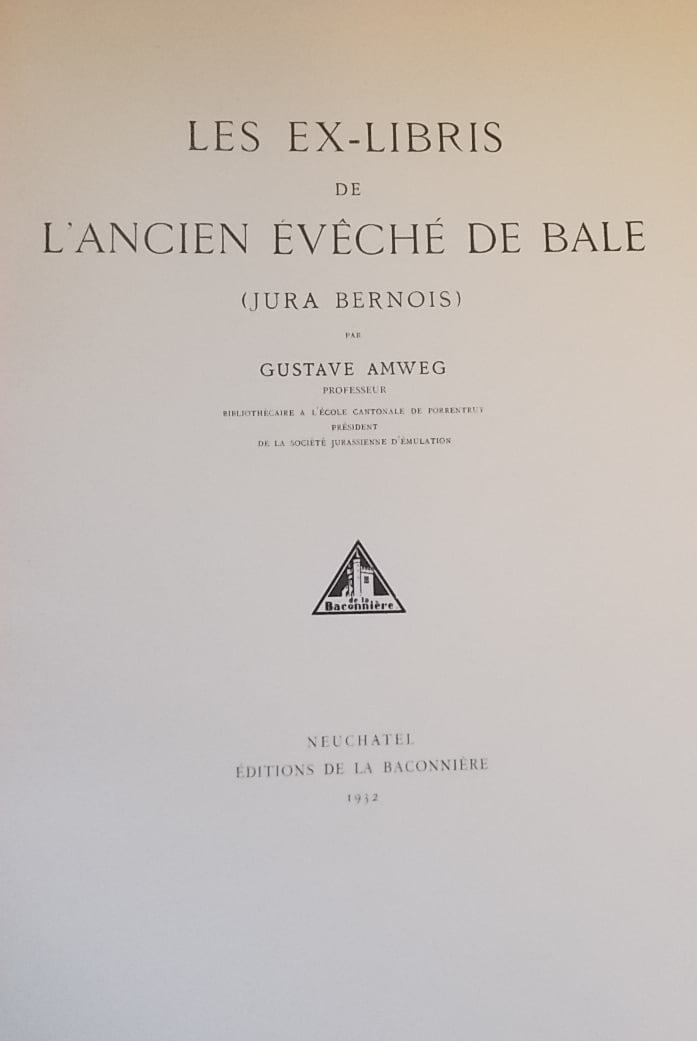 LES EX-LIBRIS
DE
L'ANCIEN ÉVÊCHÉ DE BALE
(JURA BERNOIS)
PAR
GUSTAVE AMWEG
PROFESSEUR
BIBLIOTHÉCAIRE A L'ÉCOLE CANTONALE DE PORRENTRUY
PRÉSIDENT
DE LA SOCIÉTÉ JURASSIENNE D'ÉMULATION
de la
Baconnière
NEUCHATEL
ÉDITIONS DE LA BACONNIÈRE
1932